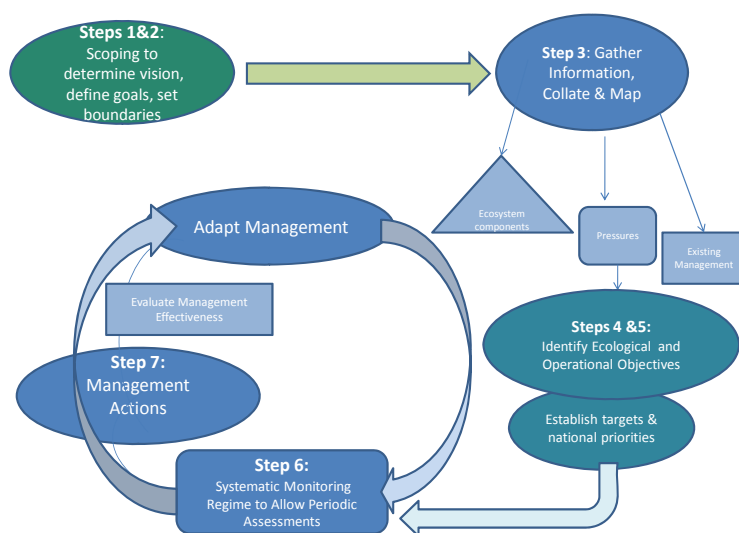 Steps 1&2:
Scoping to
determine vision,
define goals, set
boundaries
Step 3: Gather
Information,
Collate & Map
Ecosystem
components
Pressures
Existing
Management
Adapt Management
Evaluate Management
Effectiveness
Steps 4 &5:
Identify Ecological and
Operational Objectives
Step 7:
Management
Actions
Establish targets &
national priorities
Step 6:
Systematic Monitoring
Regime to Allow Periodic
Assessments